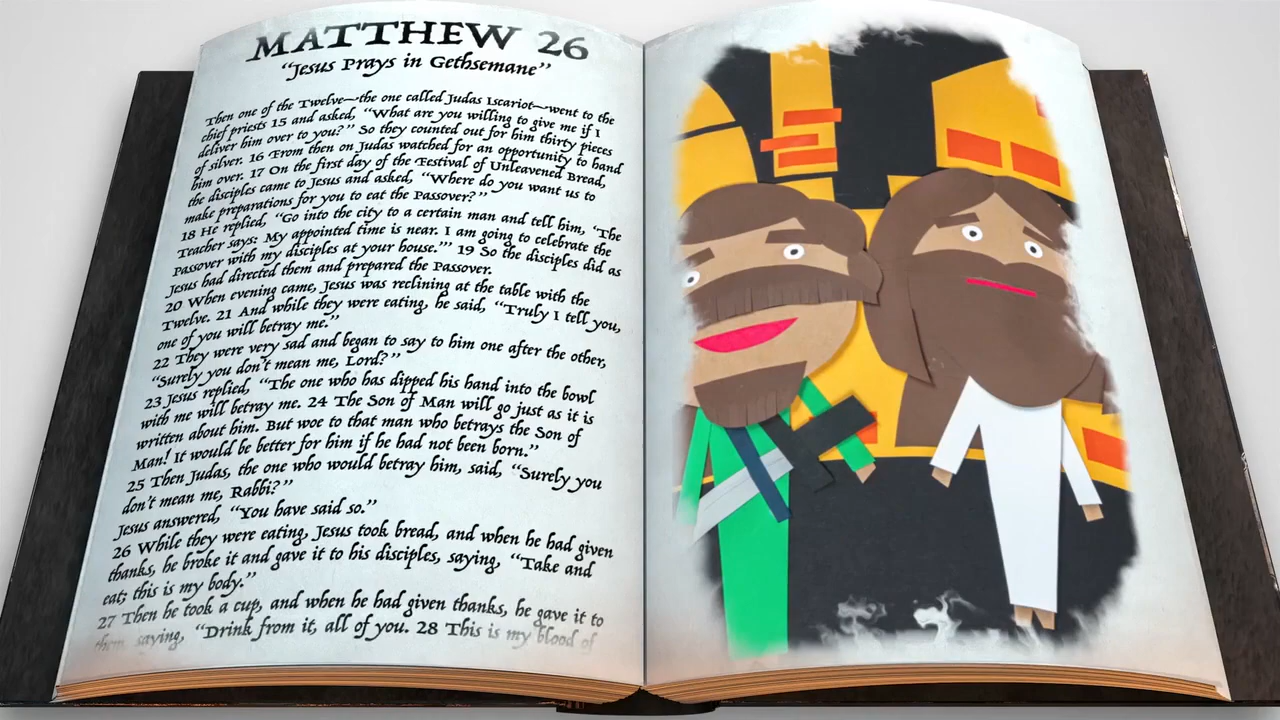 MATTHEW 26
“Jesus Prays in Gethsemane”
Then one of the Twelve—the one called Judas Iscariot—went to the
chief priests 15 and asked, “What are you willing to give me if I
deliver him over to you?” So they counted out for him thirty pieces
of silver. 16 From then on Judas watched for an opportunity to hand
him over. 17 On the first day of the Festival of Unleavened Bread,
the disciples came to Jesus and asked, “Where do you want us to
make preparations for you to eat the Passover?”
18 He replied, “Go into the city to a certain man and tell him, ‘The
Teacher says: My appointed time is near. I am going to celebrate the
Passover with my disciples at your house.’” 19 So the disciples did as
Jesus had directed them and prepared the Passover.
20 When evening came, Jesus was reclining at the table with the
Twelve. 21 And while they were eating, he said, “Truly I tell you,
one of you will betray me.”
22 They were very sad and began to say to him one after the other,
“Surely you don’t mean me, Lord?”
23 Jesus replied, “The one who has dipped his hand into the bowl
with me will betray me. 24 The Son of Man will go just as it is
written about him. But woe to that man who betrays the Son of
Man! It would be better for him if he had not been born.”
25 Then Judas, the one who would betray him, said, “Surely you
don’t mean me, Rabbi?”
Jesus answered, “You have said so.”
26 While they were eating, Jesus took bread, and when he had given
thanks, he broke it and gave it to his disciples, saying, “Take and
eat; this is my body.”
27 Then he took a cup, and when he had given thanks, he gave it to
them, saying, “Drink from it, all of you. 28 This is my blood of